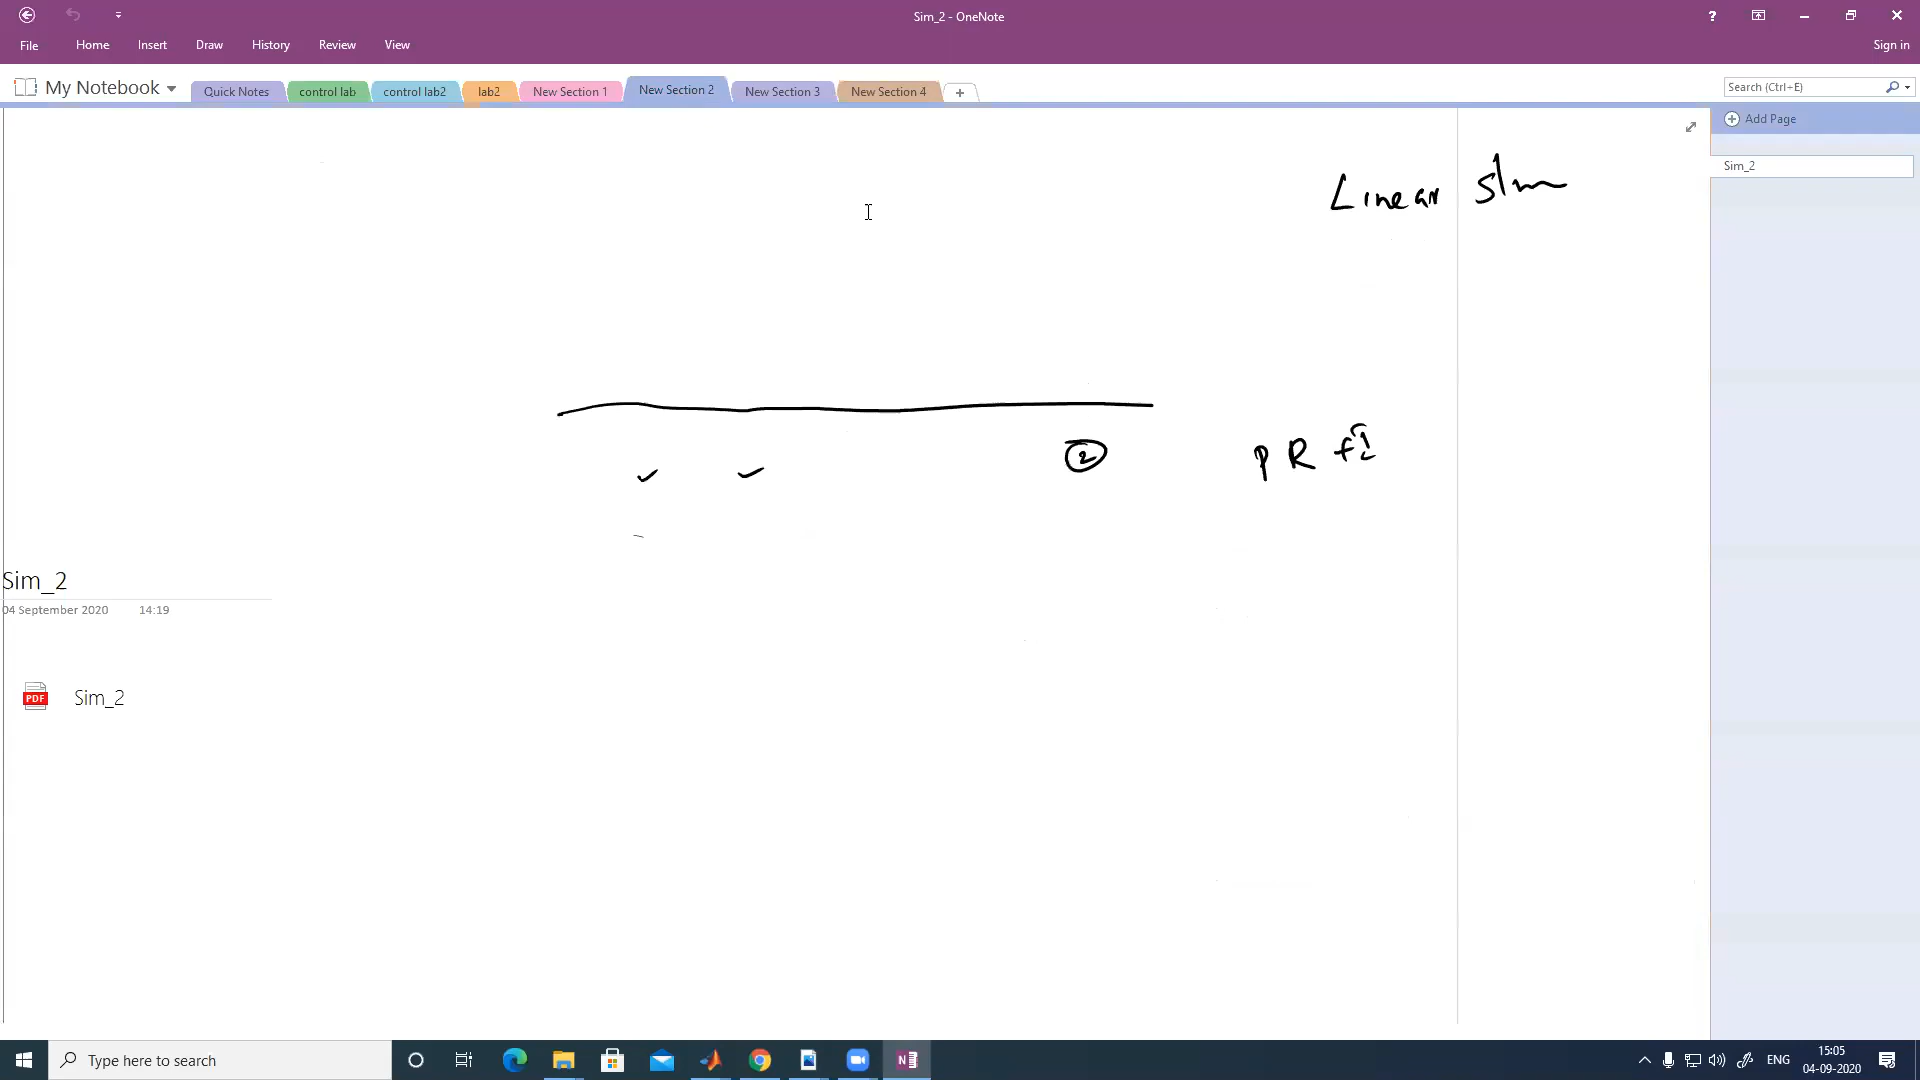 Sim_2 - OneNote
?
File Home Insert Draw History Review View
Sign in
My Notebook
Quick Notes control lab control lab2 lab2 New Section 1 New Section 2 New Section 3 New Section 4 +
Search (Ctrl+E)
Add Page
Sim_2
Linear
2
P R
Sim_2
04 September 2020 14:19
PDF Sim_2
Type here to search
ENG
15:05
04-09-2020